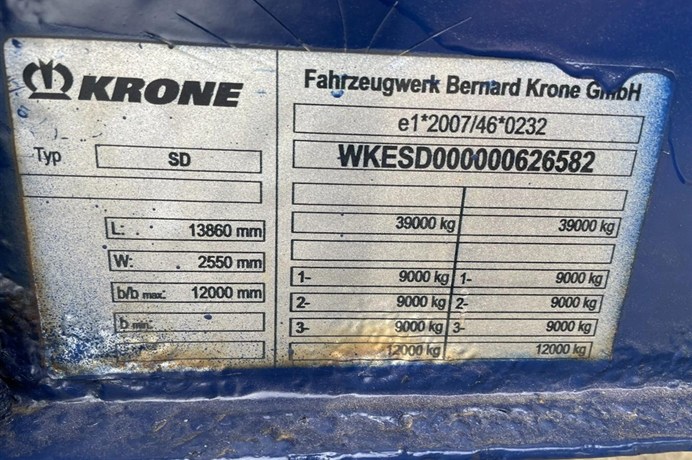 KRONE
Typ SD
L: 13860 mm
W: 2550 mm
b/b max: 12000 mm
b min:
Fahrzeugwerk Bernard Krone GmbH
e1*2007/46*0232
WKESD000000626582
39000 kg 39000 kg
1- 9000 kg 1- 9000 kg
2- 9000 kg 2- 9000 kg
3- 9000 kg 3- 9000 kg
12000 kg 12000 kg